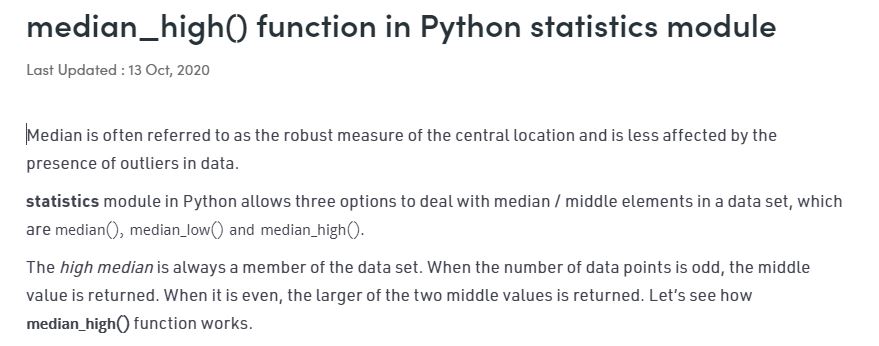 median_high() function in Python statistics module
Last Updated : 13 Oct, 2020
Median is often referred to as the robust measure of the central location and is less affected by the
presence of outliers in data.
statistics module in Python allows three options to deal with median / middle elements in a data set, which
are median(), median_low() and median_high().
The high median is always a member of the data set. When the number of data points is odd, the middle
value is returned. When it is even, the larger of the two middle values is returned. Let's see how
median_high() function works.